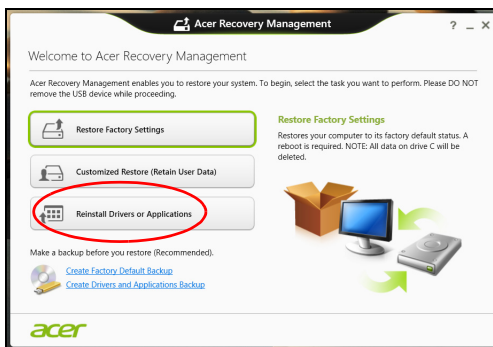 Acer Recovery Management
? _ X
Welcome to Acer Recovery Management
Acer Recovery Management enables you to restore your system. To begin, select the task you want to perform. Please DO NOT
remove the USB device while proceeding.
Restore Factory Settings
Customized Restore (Retain User Data)
Reinstall Drivers or Applications
Restore Factory Settings
Restores your computer to its factory default status. A
reboot is required. NOTE: All data on drive C will be
deleted.
Make a backup before you restore (Recommended).
Create Factory Default Backup
Create Drivers and Applications Backup
acer